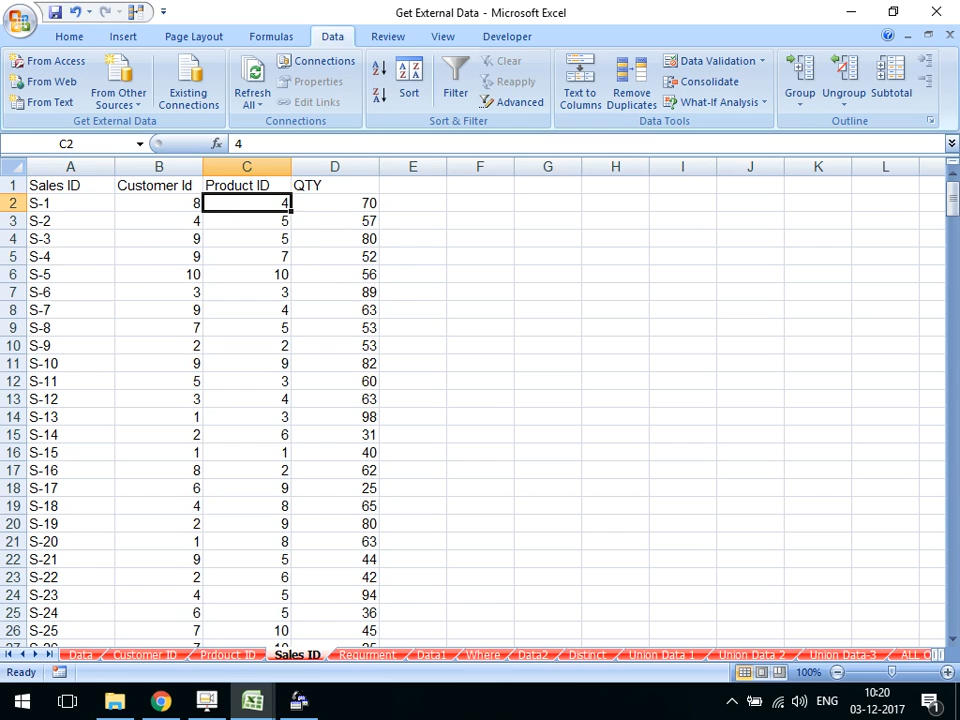 Get External Data - Microsoft Excel
Home Insert Page Layout Formulas Data Review View Developer
From Access
From Web
From Text
From Other Sources
Existing Connections
Get External Data
Refresh All
Connections
Properties
Edit Links
Connections
Sort
Filter
Clear
Reapply
Advanced
Sort & Filter
Text to Columns
Remove Duplicates
Data Validation
Consolidate
What-If Analysis
Data Tools
Group
Ungroup
Subtotal
Outline
C2 fx 4
A B C D E F G H I J K L
1 Sales ID Customer Id Product ID QTY
2 S-1 8 4 70
3 S-2 4 5 57
4 S-3 9 5 80
5 S-4 9 7 52
6 S-5 10 10 56
7 S-6 3 3 89
8 S-7 9 4 63
9 S-8 7 5 53
10 S-9 2 2 53
11 S-10 9 9 82
12 S-11 5 3 60
13 S-12 3 4 63
14 S-13 1 3 98
15 S-14 2 6 31
16 S-15 1 1 40
17 S-16 8 2 62
18 S-17 6 9 25
19 S-18 4 8 65
20 S-19 2 9 80
21 S-20 1 8 63
22 S-21 9 5 44
23 S-22 2 6 42
24 S-23 4 5 94
25 S-24 6 5 36
26 S-25 7 10 45
Data Customer ID Prdoduct ID Sales ID Requrment Data1 Where Data2 Distinct Union Data 1 Union Data 2 Union Data-3
Ready 100%
ENG
10:20
03-12-2017
1